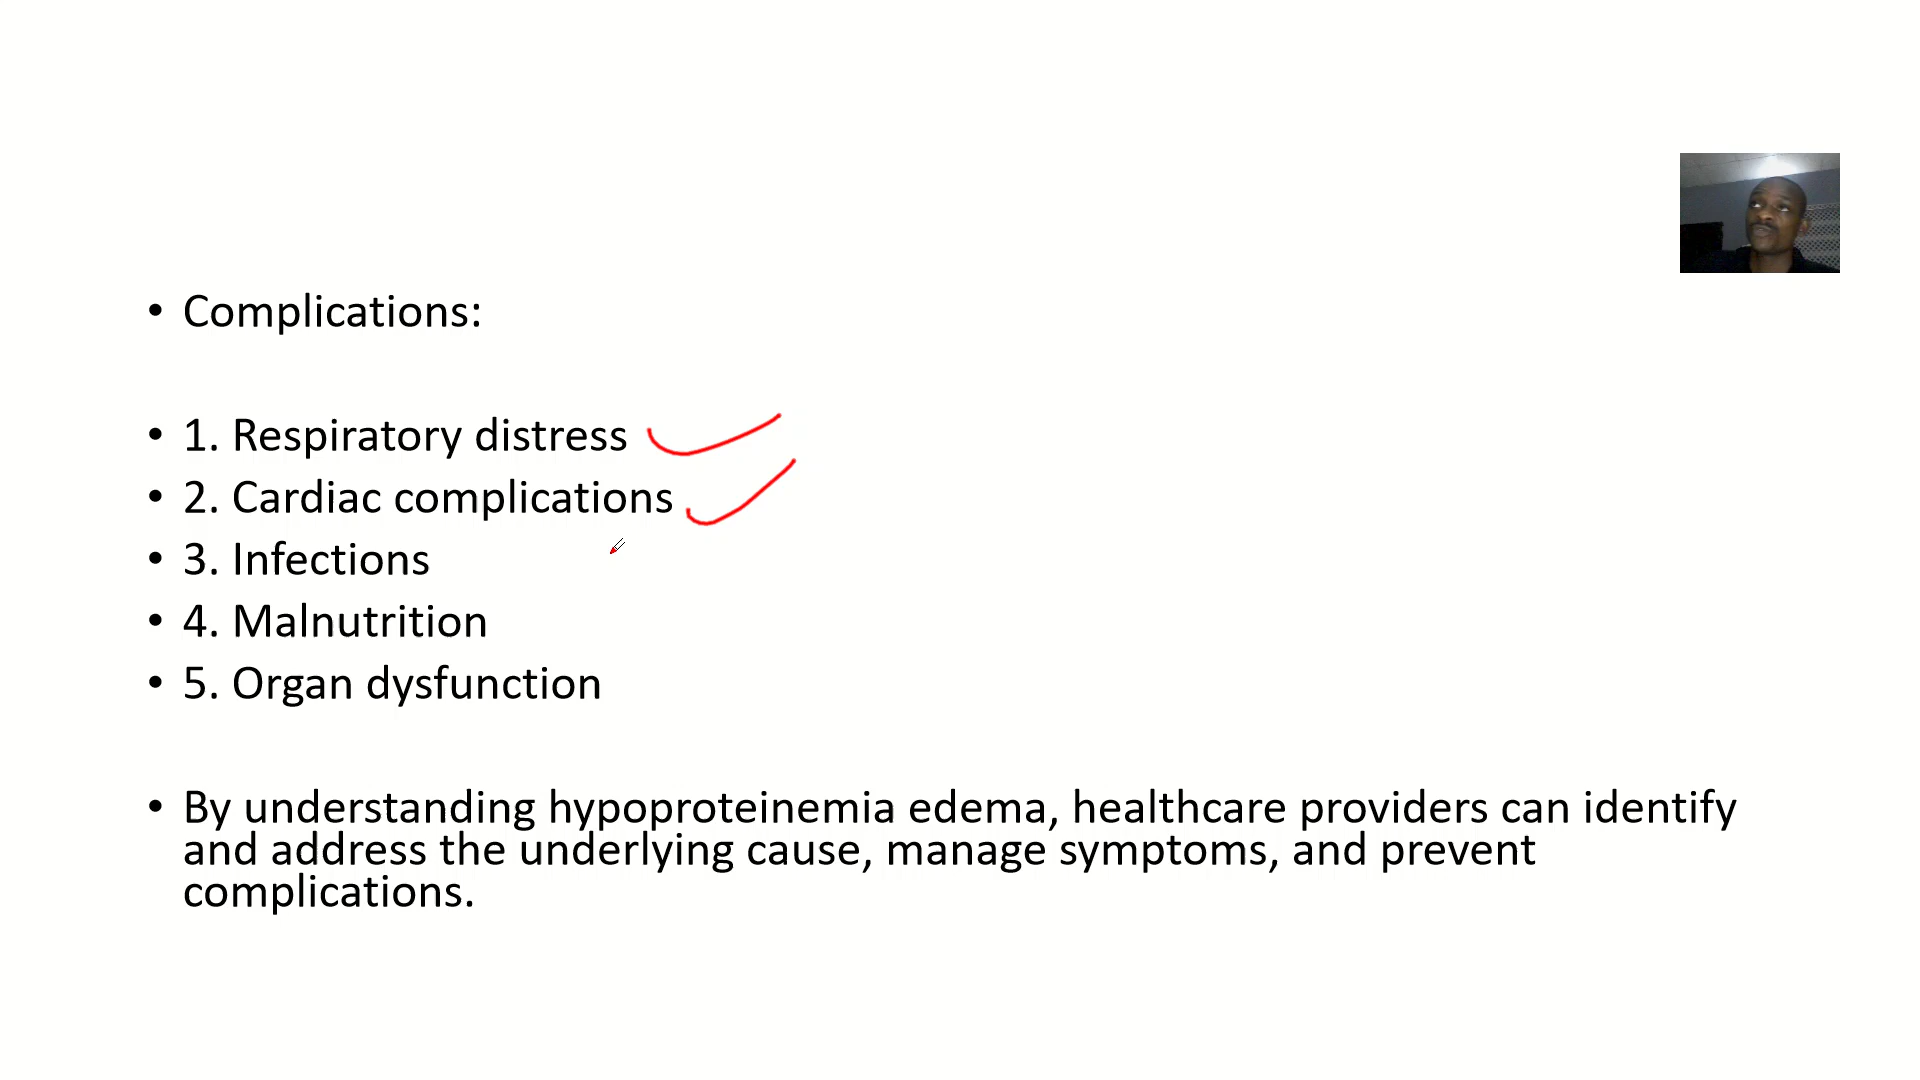 • Complications:
• 1. Respiratory distress
• 2. Cardiac complications
• 3. Infections
• 4. Malnutrition
• 5. Organ dysfunction
• By understanding hypoproteinemia edema, healthcare providers can identify
and address the underlying cause, manage symptoms, and prevent
complications.